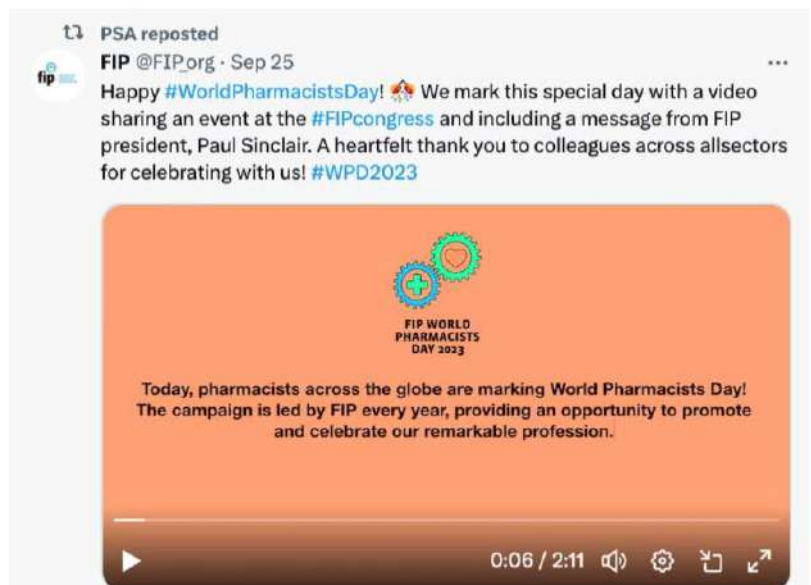 PSA reposted
FIP @FIP_org · Sep 25
fip
Happy #WorldPharmacistsDay! We mark this special day with a video
sharing an event at the #FIPcongress and including a message from FIP
president, Paul Sinclair. A heartfelt thank you to colleagues across allsectors
for celebrating with us! #WPD2023
FIP WORLD
PHARMACISTS
DAY 2023
Today, pharmacists across the globe are marking World Pharmacists Day!
The campaign is led by FIP every year, providing an opportunity to promote
and celebrate our remarkable profession.
0:06 / 2:11